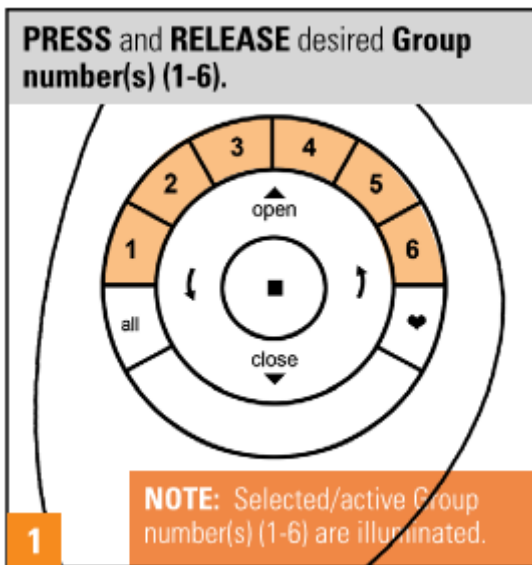 PRESS and RELEASE desired Group
number(s) (1-6).
3 4
2 5
1 6
open
all
close
NOTE: Selected/active Group
number(s) (1-6) are illuminated.
1